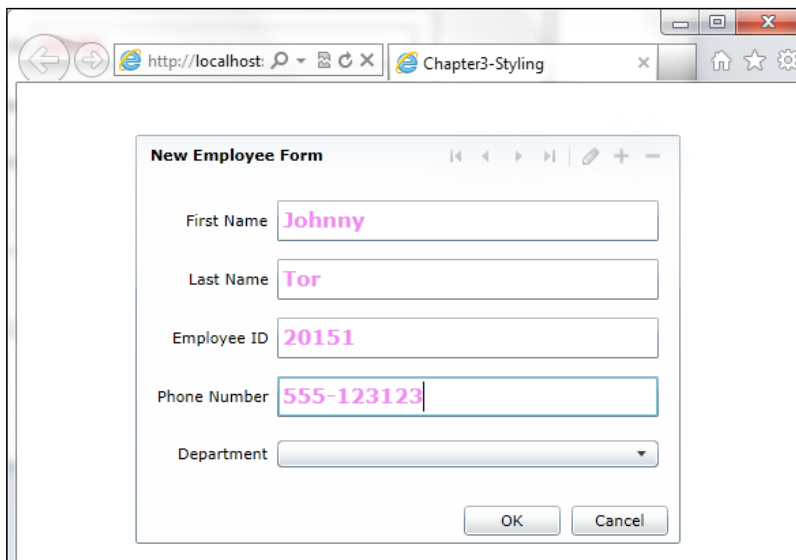 http://localhost:
Chapter3-Styling
New Employee Form
First Name Johnny
Last Name Tor
Employee ID 20151
Phone Number 555-123123
Department
OK Cancel